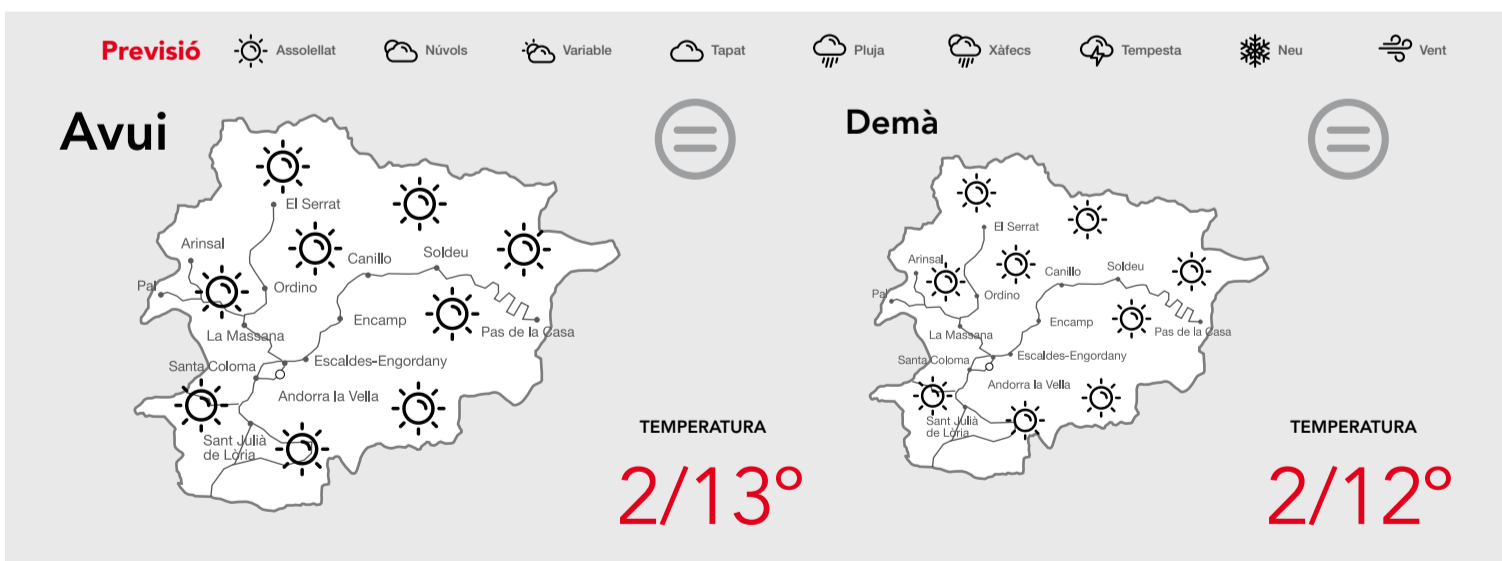 Previsió
Assolellat
Núvols
Variable
Tapat
Pluja
Xàfecs
Tempesta
Neu
Vent
Avui
El Serrat
Arinsal
Soldeu
Canillo
Pal
Ordino
Encamp
La Massana
Pas de la Casa
Escaldes-Engordany
Santa Coloma
Andorra la Vella
Sant Julià
de Lòria
TEMPERATURA
2/13°
Demà
El Serrat
Arinsal
Soldeu
Canillo
Pal
Ordino
Encamp
La Massana
Pas de la Casa
Escaldes-Engordany
Santa Coloma
Andorra la Vella
Sant Julià
de Lòria
TEMPERATURA
2/12°